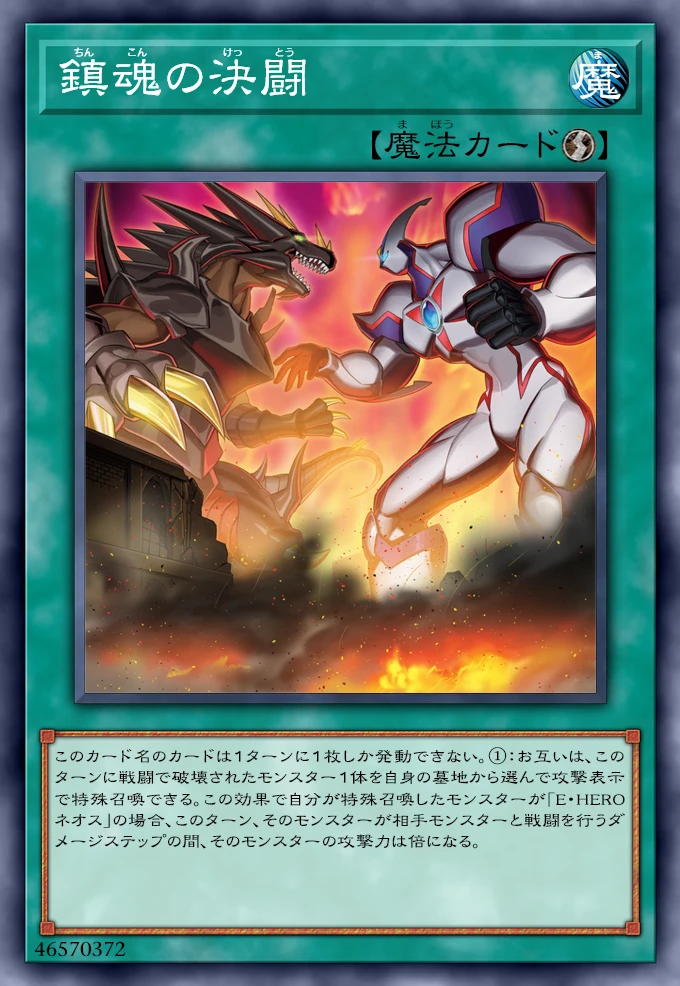 鎮魂の決闘
魔
【魔法カード】
このカード名のカードは1ターンに1枚しか発動できない。①:お互いは、この
ターンに戦闘で破壊されたモンスター1体を自身の墓地から選んで攻撃表示
で特殊召喚できる。この効果で自分が特殊召喚したモンスターが「E・HERO
ネオス」の場合、このターン、そのモンスターが相手モンスターと戦闘を行うダ
メージステップの間、そのモンスターの攻撃力は倍になる。
46570372